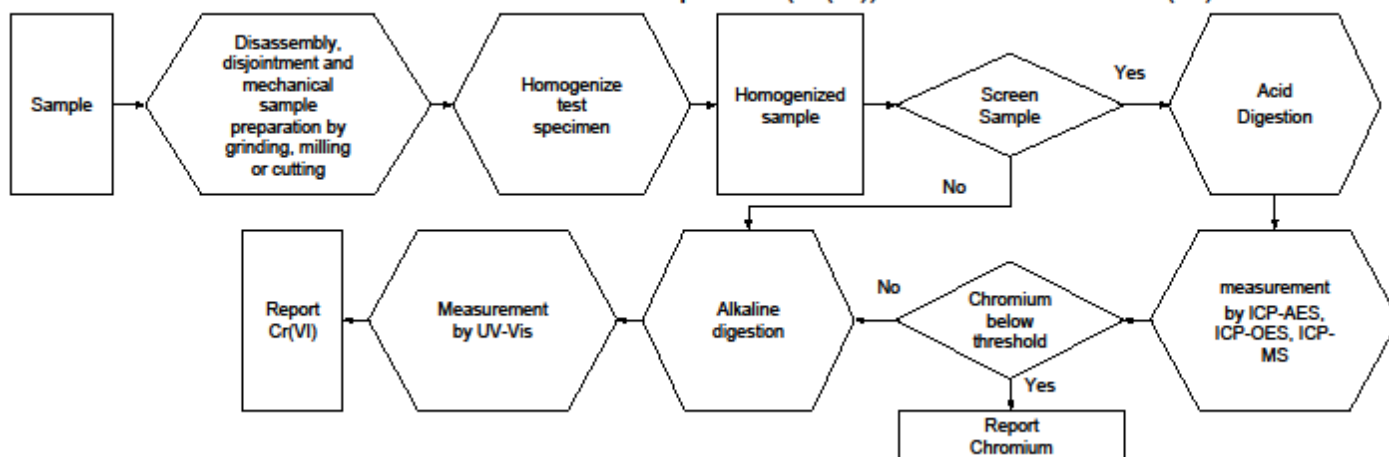 Sample
Disassembly,
disjointment and
mechanical
sample
preparation by
grinding, milling
or cutting
Homogenize
test
specimen
Homogenized
sample
Screen
Sample
Yes
Acid
Digestion
No
Report
Cr(VI)
Measurement
by UV-Vis
Alkaline
digestion
No
Chromium
below
threshold
measurement
by ICP-AES,
ICP-OES, ICP-
MS
Yes
Report
Chromium